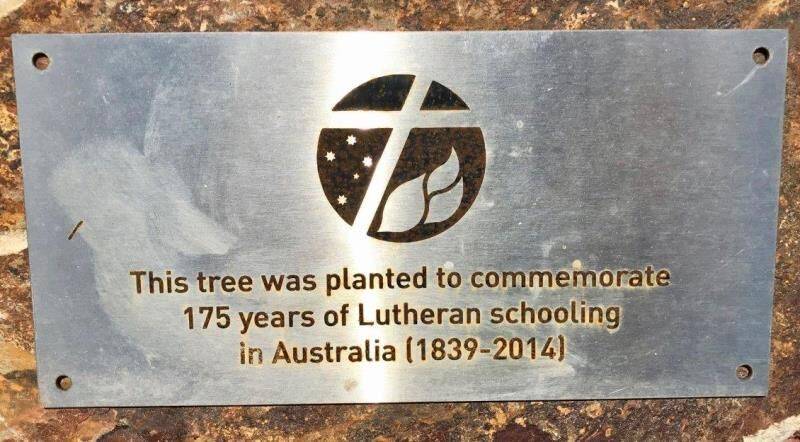 This tree was planted to commemorate
175 years of Lutheran schooling
in Australia (1839-2014)